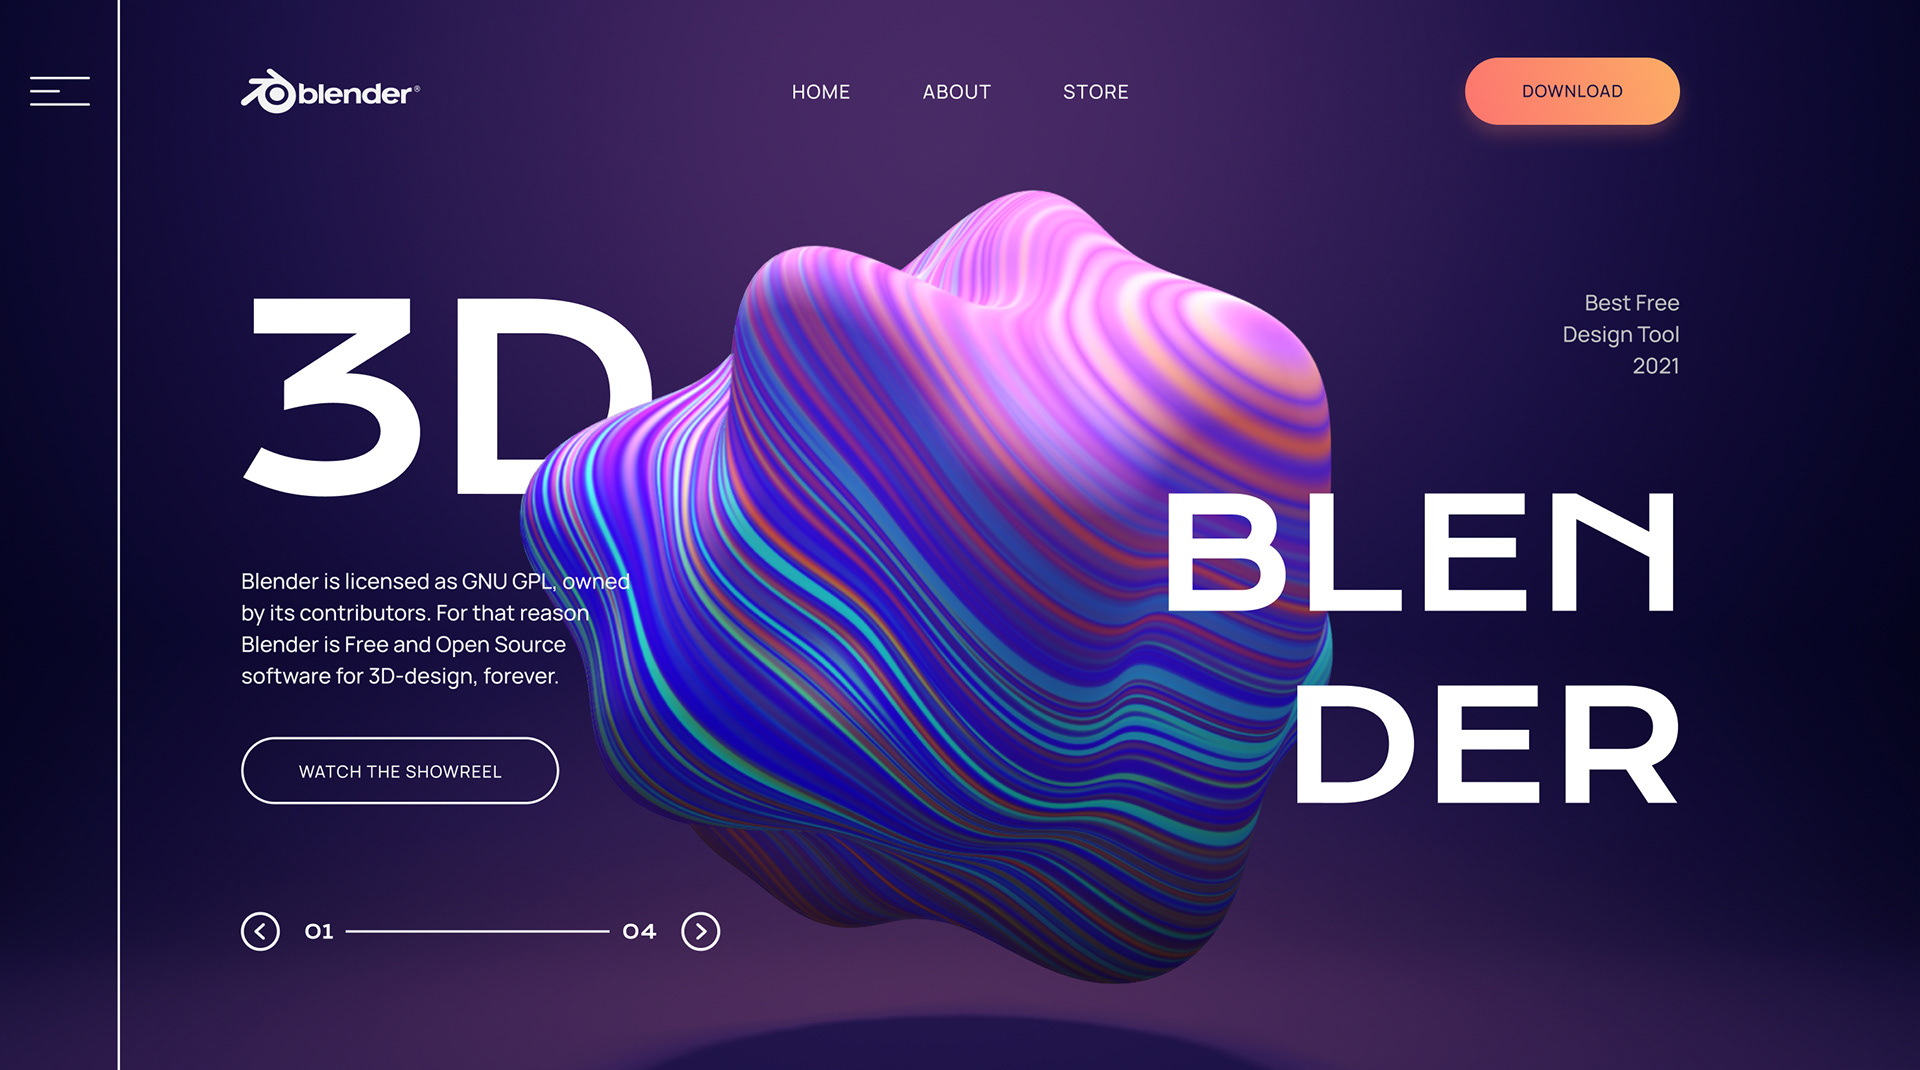 blender®
HOME
ABOUT
STORE
DOWNLOAD
3D
Best Free
Design Tool
2021
BLEN
DER
Blender is licensed as GNU GPL, owned
by its contributors. For that reason
Blender is Free and Open Source
software for 3D-design, forever.
WATCH THE SHOWREEL
01
04